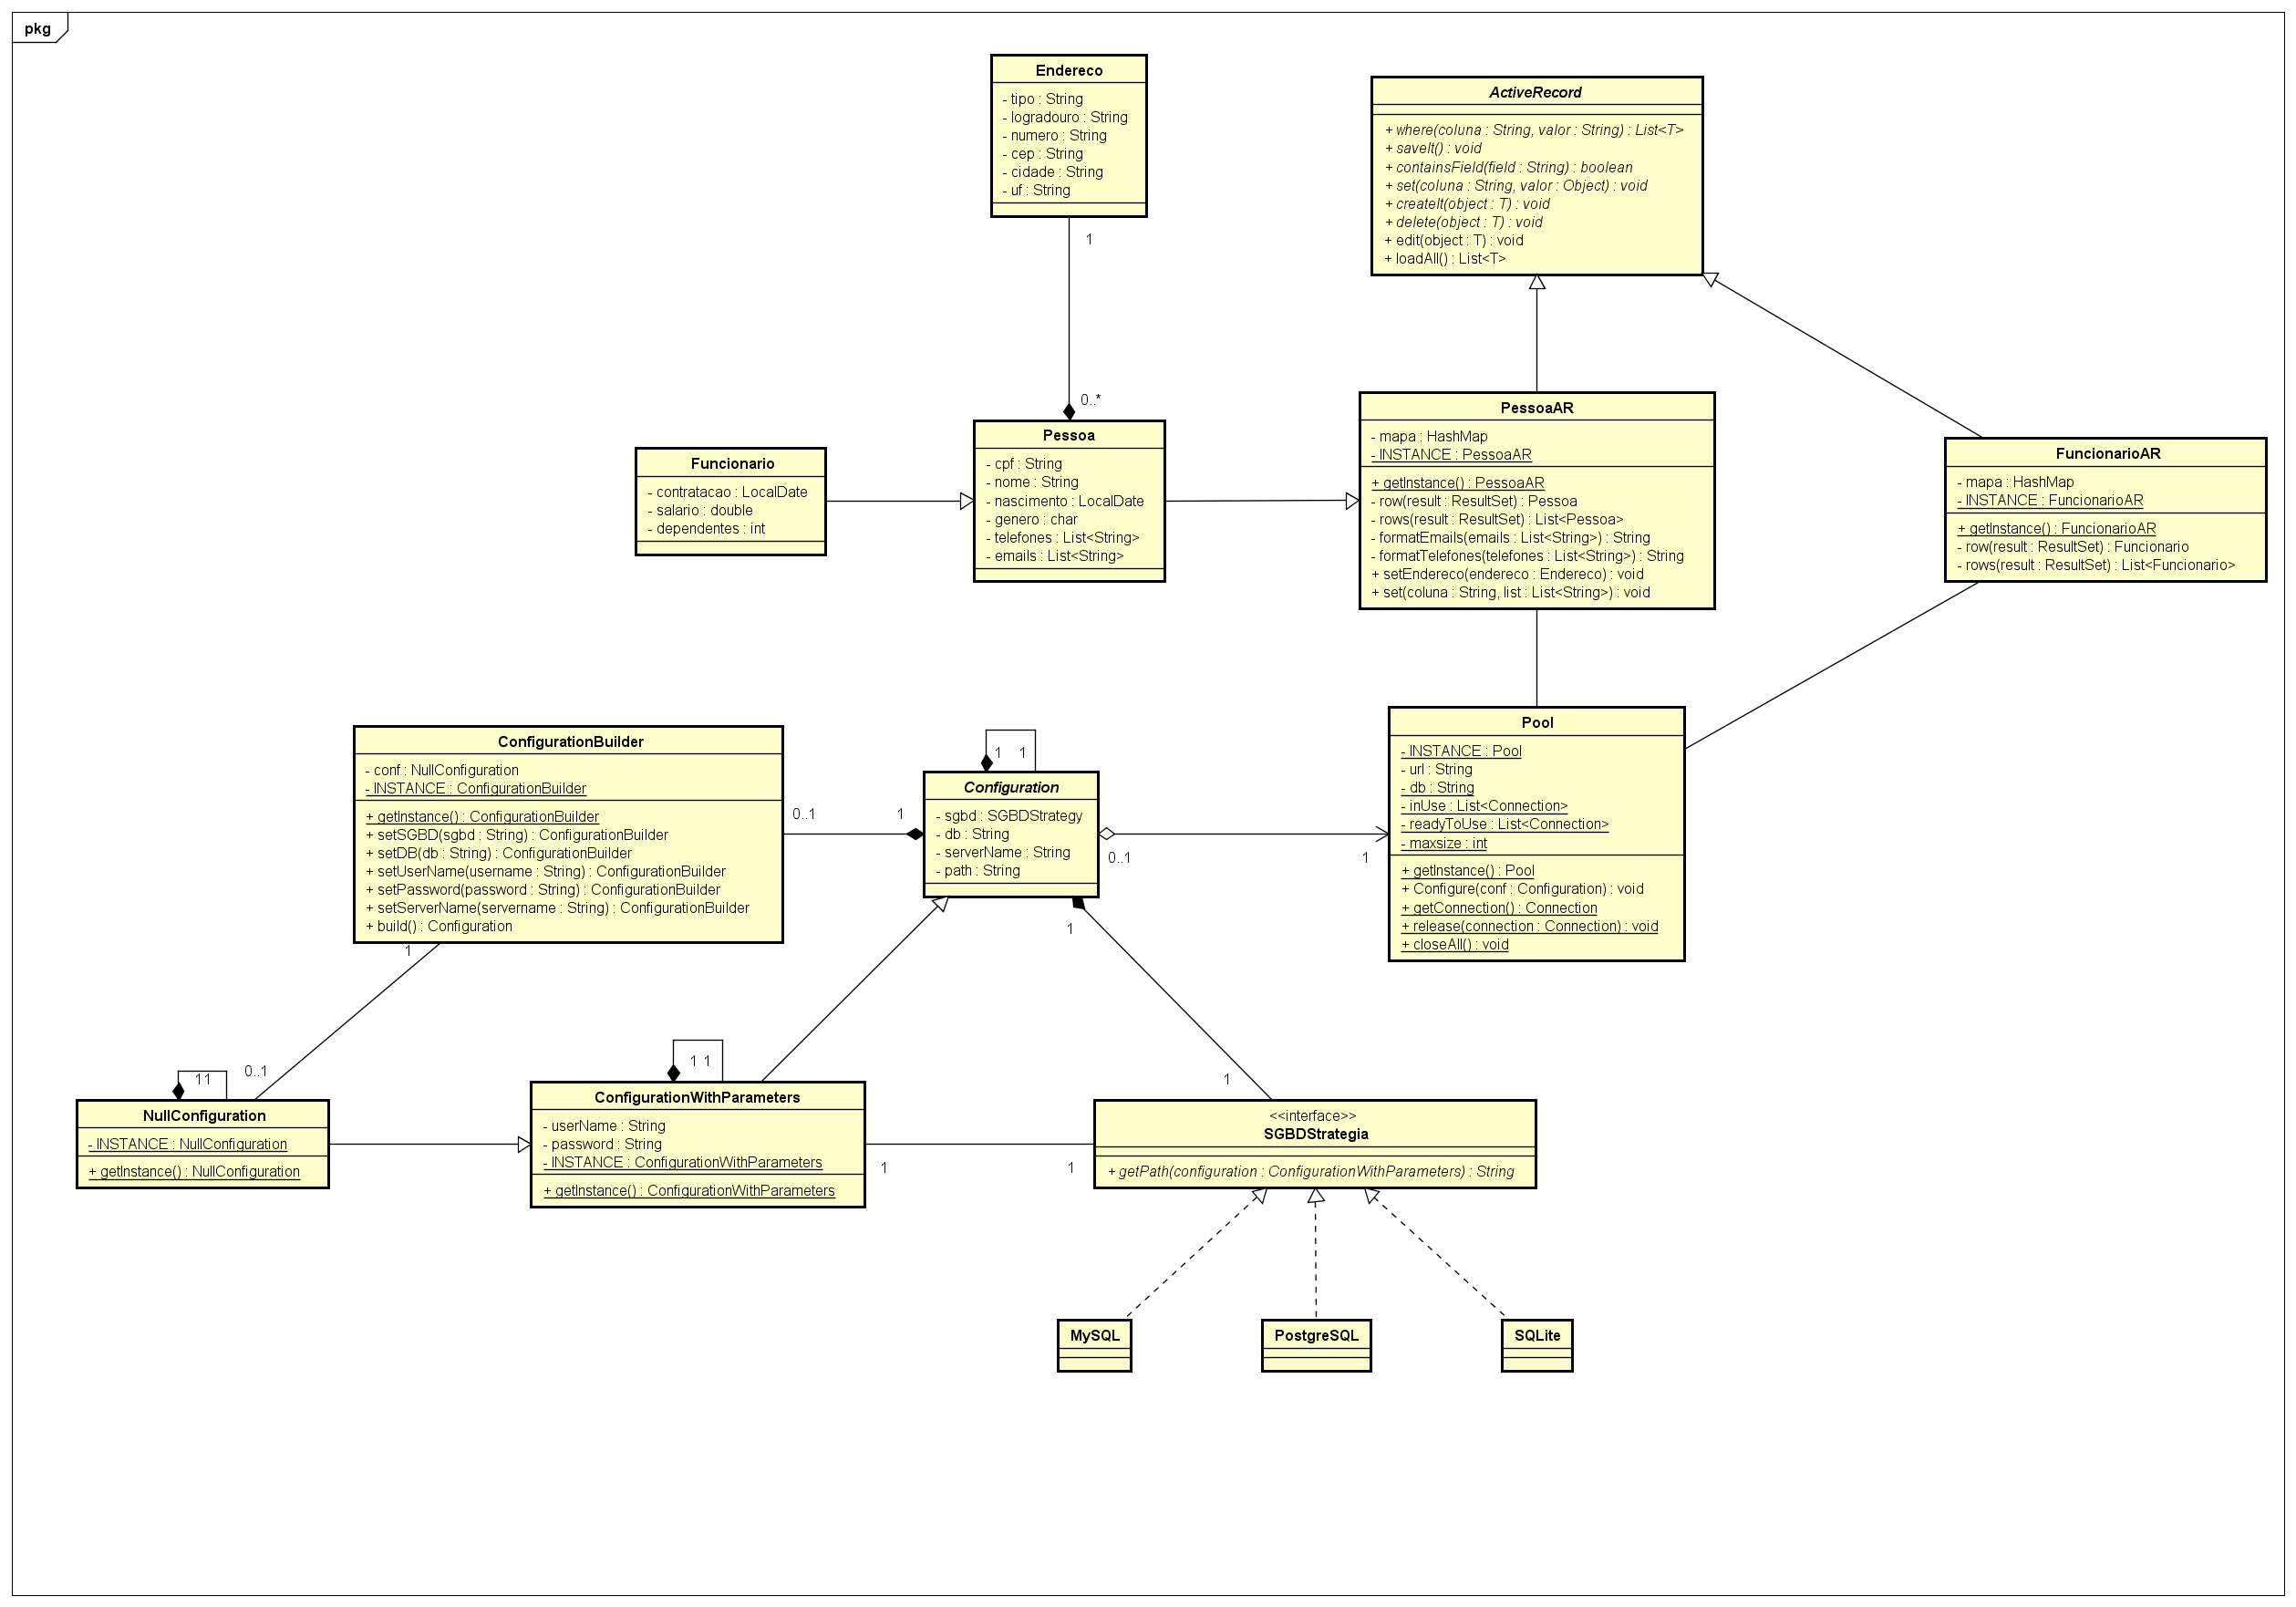 pkg
Endereco
- tipo : String
- logradouro : String
- numero : String
- cep : String
- cidade : String
- uf : String
1
0..*
ActiveRecord
+ where(coluna : String, valor : String) : List<T>
+ saveIt() : void
+ containsField(field : String) : boolean
+ set(coluna : String, valor : Object) : void
+ createIt(object : T) : void
+ delete(object : T) : void
+ edit(object : T) : void
+ loadAll() : List<T>
Funcionario
- contratacao : LocalDate
- salario : double
- dependentes : int
Pessoa
- cpf : String
- nome : String
- nascimento : LocalDate
- genero : char
- telefones : List<String>
- emails : List<String>
PessoaAR
- mapa : HashMap
- INSTANCE : PessoaAR
+ getInstance() : PessoaAR
- row(result : ResultSet) : Pessoa
- rows(result : ResultSet) : List<Pessoa>
- formatEmails(emails : List<String>) : String
- formatTelefones(telefones : List<String>) : String
+ setEndereco(endereco : Endereco) : void
+ set(coluna : String, list : List<String>) : void
FuncionarioAR
- mapa : HashMap
- INSTANCE : FuncionarioAR
+ getInstance() : FuncionarioAR
- row(result : ResultSet) : Funcionario
- rows(result : ResultSet) : List<Funcionario>
ConfigurationBuilder
- conf : NullConfiguration
- INSTANCE : ConfigurationBuilder
+ getInstance() : ConfigurationBuilder
+ setSGBD(sgbd : String) : ConfigurationBuilder
+ setDB(db : String) : ConfigurationBuilder
+ setUserName(username : String) : ConfigurationBuilder
+ setPassword(password : String) : ConfigurationBuilder
+ setServerName(servername : String) : ConfigurationBuilder
+ build() : Configuration
0..1
1
1
1
Configuration
- sgbd : SGBDStrategy
- db : String
- serverName : String
- path : String
0..1
1
Pool
- INSTANCE : Pool
- url : String
- db : String
- inUse : List<Connection>
- readyToUse : List<Connection>
- maxsize : int
+ getInstance() : Pool
+ Configure(conf : Configuration) : void
+ getConnection() : Connection
+ release(connection : Connection) : void
+ closeAll() : void
1
0..1
1
1
1
1
NullConfiguration
- INSTANCE : NullConfiguration
+ getInstance() : NullConfiguration
1
1
ConfigurationWithParameters
- userName : String
- password : String
- INSTANCE : ConfigurationWithParameters
+ getInstance() : ConfigurationWithParameters
1
1
<<interface>>
SGBDStrategia
+ getPath(configuration : ConfigurationWithParameters) : String
MySQL
PostgreSQL
SQLite